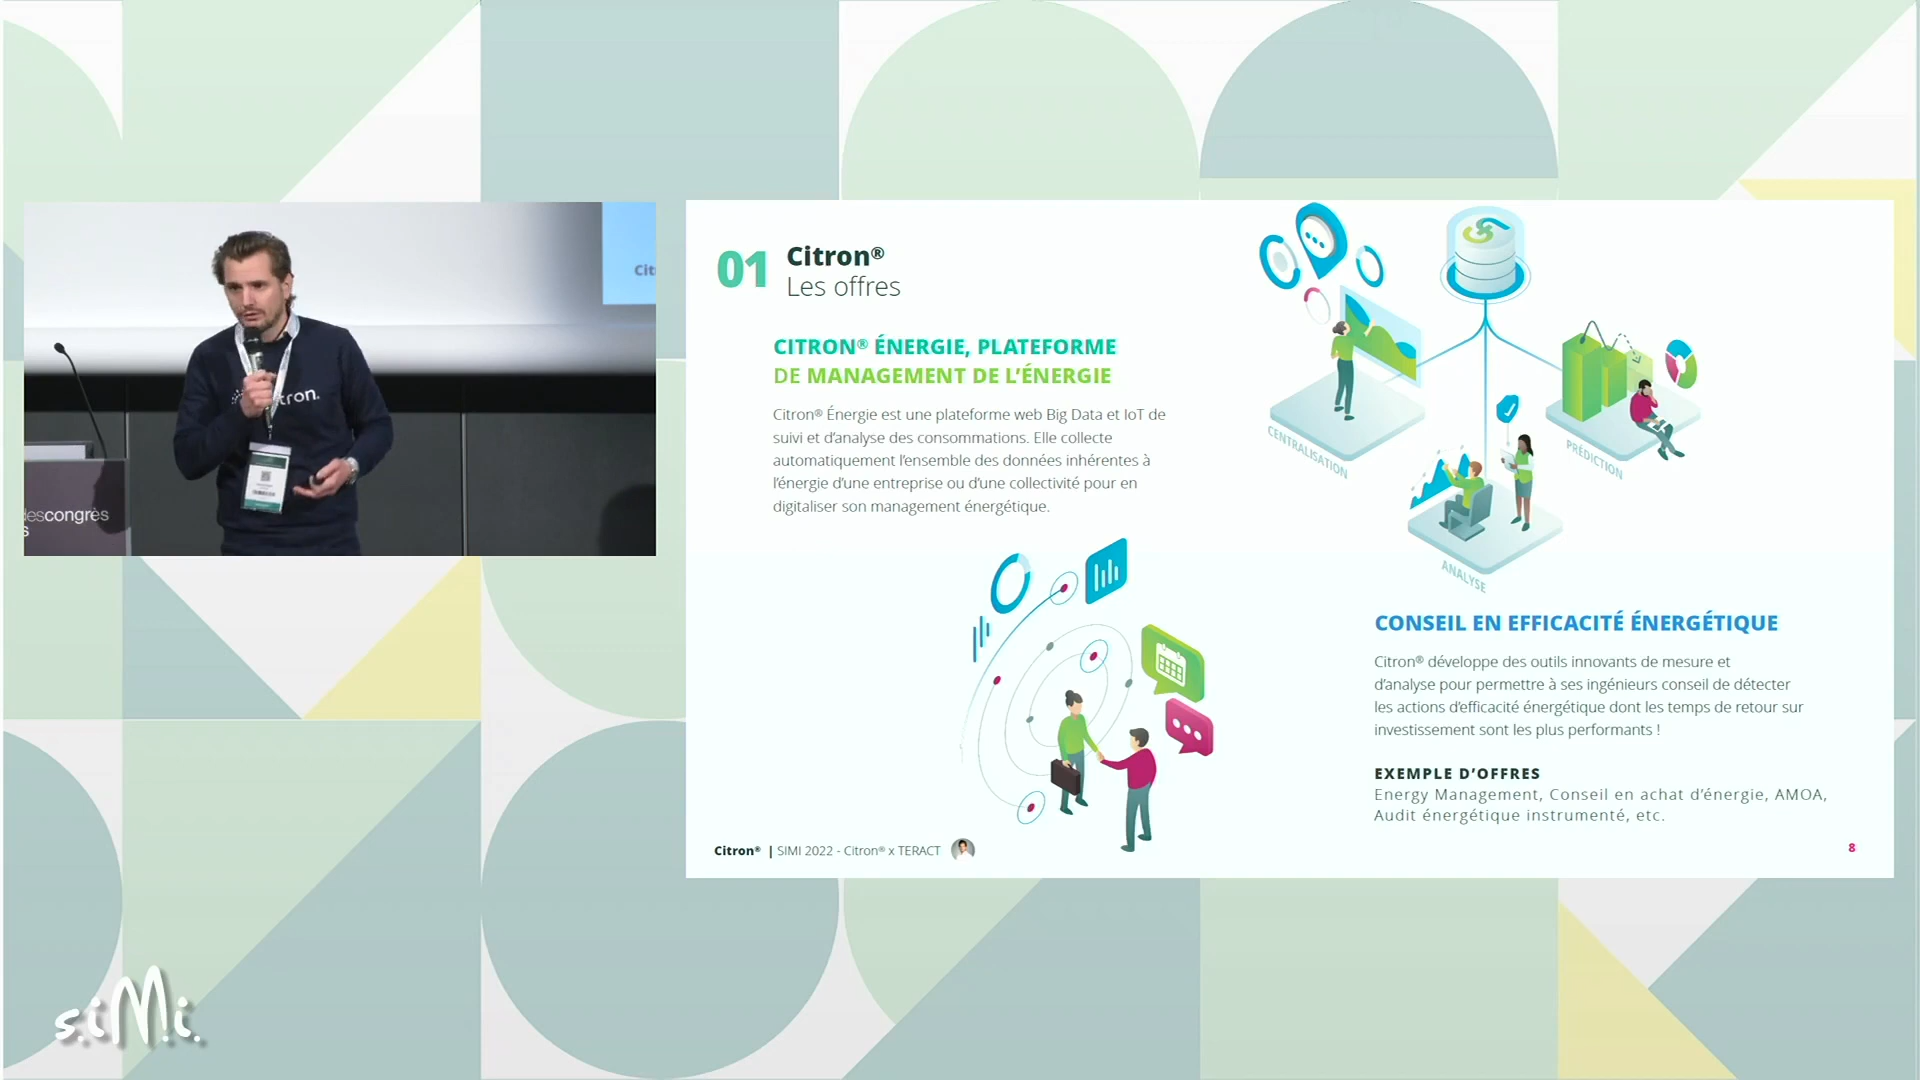 Cit
tron.
descongrès
s
01
Citron®
Les offres
CITRON® ÉNERGIE, PLATEFORME
DE MANAGEMENT DE L'ÉNERGIE
Citron® Énergie est une plateforme web Big Data et IoT de
suivi et d'analyse des consommations. Elle collecte
automatiquement l'ensemble des données inhérentes à
l'énergie d'une entreprise ou d'une collectivité pour en
digitaliser son management énergétique.
CENTRALISATION
PRÉDICTION
ANALYSE
CONSEIL EN EFFICACITÉ ÉNERGÉTIQUE
Citron® développe des outils innovants de mesure et
d'analyse pour permettre à ses ingénieurs conseil de détecter
les actions d'efficacité énergétique dont les temps de retour sur
investissement sont les plus performants !
EXEMPLE D'OFFRES
Energy Management, Conseil en achat d'énergie, AMOA,
Audit énergétique instrumenté, etc.
Citron® | SIMI 2022 - Citron® x TERACT
8
s.iMi.